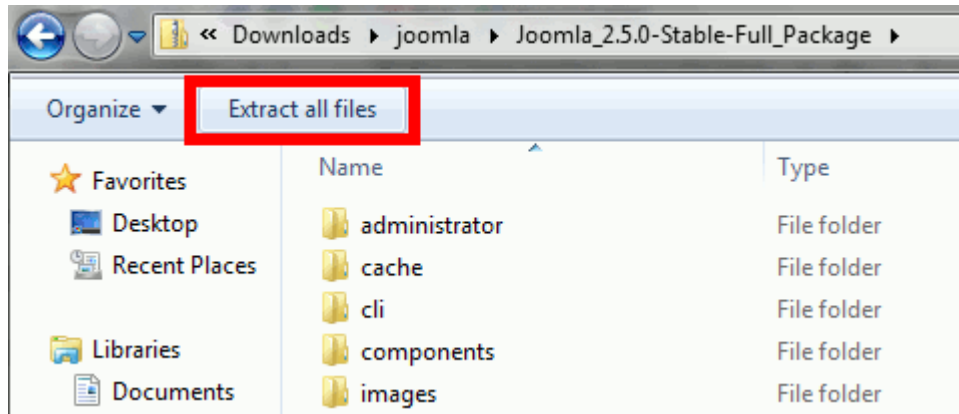 « Downloads ▸ joomla ▸ Joomla_2.5.0-Stable-Full_Package ▸
Organize ▾ Extract all files
Name Type
Favorites
Desktop administrator File folder
Recent Places cache File folder
cli File folder
Libraries components File folder
Documents images File folder